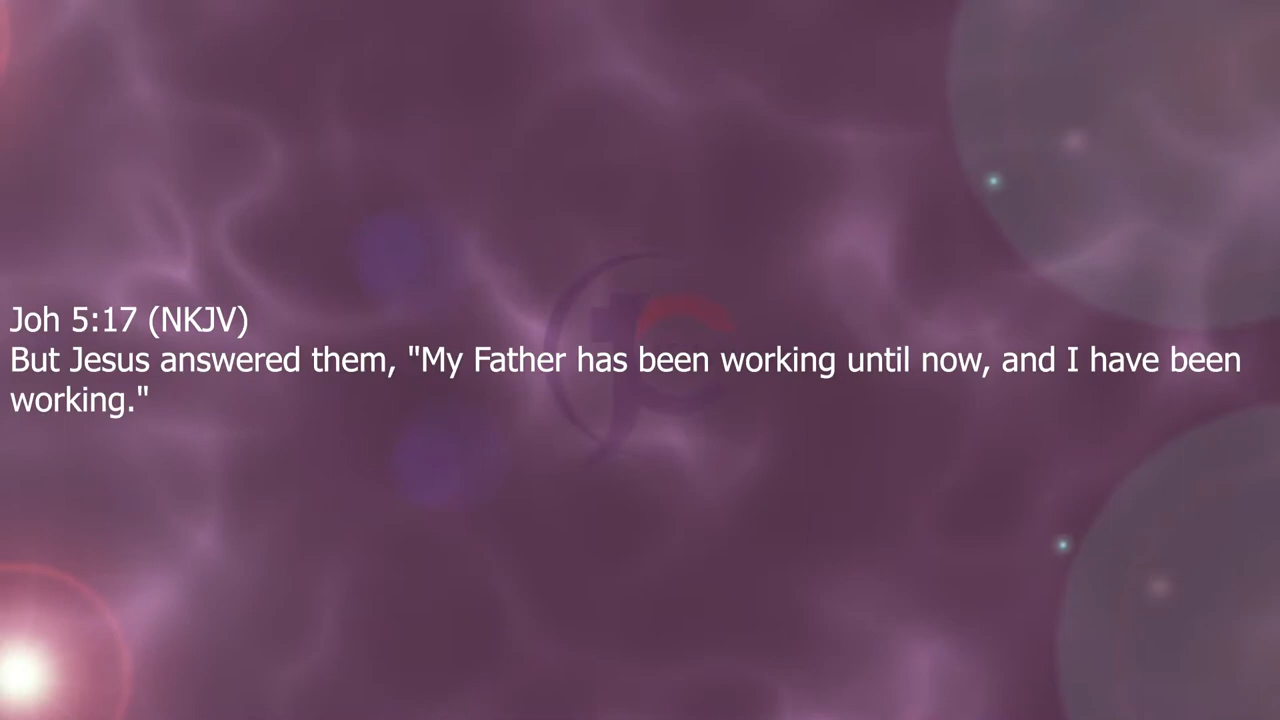 Joh 5:17 (NKJV)
But Jesus answered them, "My Father has been working until now, and I have been
working."